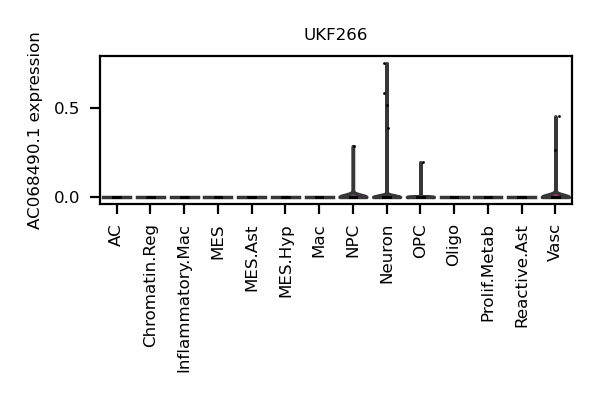 UKF266
AC068490.1 expression
0.5
0.0
AC
Chromatin.Reg
Inflammatory.Mac
MES
MES.Ast
MES.Hyp
Mac
NPC
Neuron
OPC
Oligo
Prolif.Metab
Reactive.Ast
Vasc